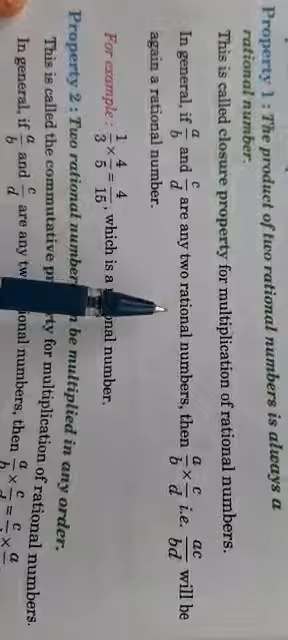 Property 1 : The product of two rational numbers is always a
rational number.
This is called closure property for multiplication of rational numbers.
In general, if a/b and c/d are any two rational numbers, then a/b × c/d i.e. ac/bd will be
again a rational number.
For example : 1/3 × 4/5 = 4/15, which is a onal number.
Property 2 : Two rational number n be multiplied in any order.
This is called the commutative p rty for multiplication of rational numbers.
In general, if a/b and c/d are any tw ional numbers, then a/b × c/d = c/d × a/b